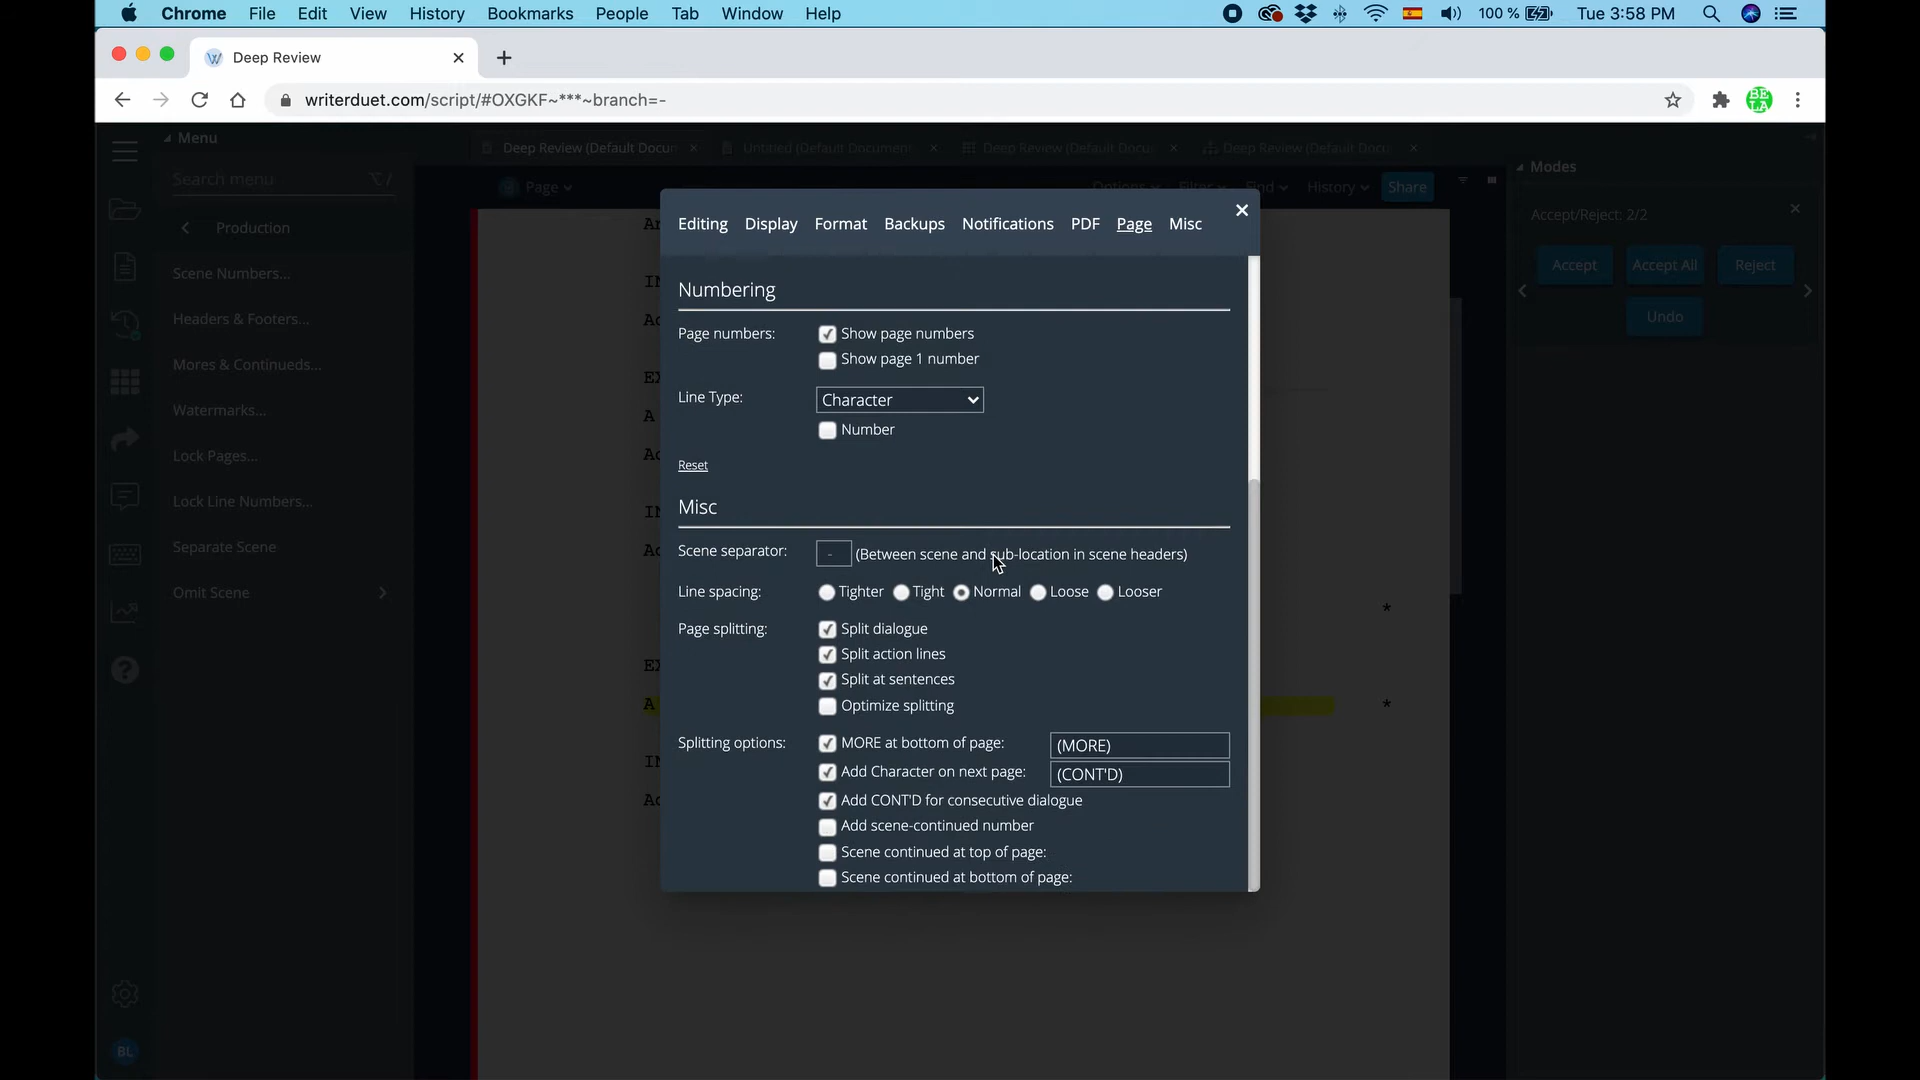 Chrome File Edit View History Bookmarks People Tab Window Help 100 % Tue 3:58 PM
Deep Review
writerduet.com/script/#OXGKF~***~branch=-
Menu
Deep Review (Default Docun
Untitled (Default Document
Deep Review (Default Docu
Deep Review (Default Docu
Search menu
Page
Options Filter Find History Share
Modes
Production
Accept/Reject: 2/2
Accept Accept All Reject
Undo
Scene Numbers...
Headers & Footers...
Mores & Continueds...
Watermarks...
Lock Pages...
Lock Line Numbers...
Separate Scene
Omit Scene
BL
Editing Display Format Backups Notifications PDF Page Misc
Numbering
Page numbers: Show page numbers
Show page 1 number
Line Type: Character
Number
Reset
Misc
Scene separator: - (Between scene and sub-location in scene headers)
Line spacing: Tighter Tight Normal Loose Looser
Page splitting: Split dialogue
Split action lines
Split at sentences
Optimize splitting
Splitting options: MORE at bottom of page: (MORE)
Add Character on next page: (CONT'D)
Add CONT'D for consecutive dialogue
Add scene-continued number
Scene continued at top of page:
Scene continued at bottom of page:
*
*